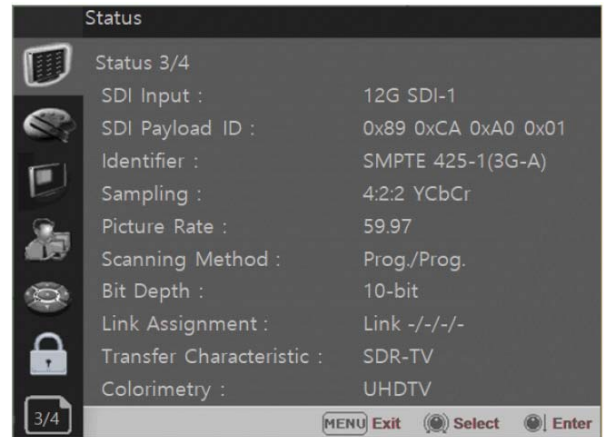 Status
Status 3/4
SDI Input : 12G SDI-1
SDI Payload ID : 0x89 0xCA 0xA0 0x01
Identifier : SMPTE 425-1(3G-A)
Sampling : 4:2:2 YCbCr
Picture Rate : 59.97
Scanning Method : Prog./Prog.
Bit Depth : 10-bit
Link Assignment : Link -/-/-/-
Transfer Characteristic : SDR-TV
Colorimetry : UHDTV
3/4 MENU Exit Select Enter